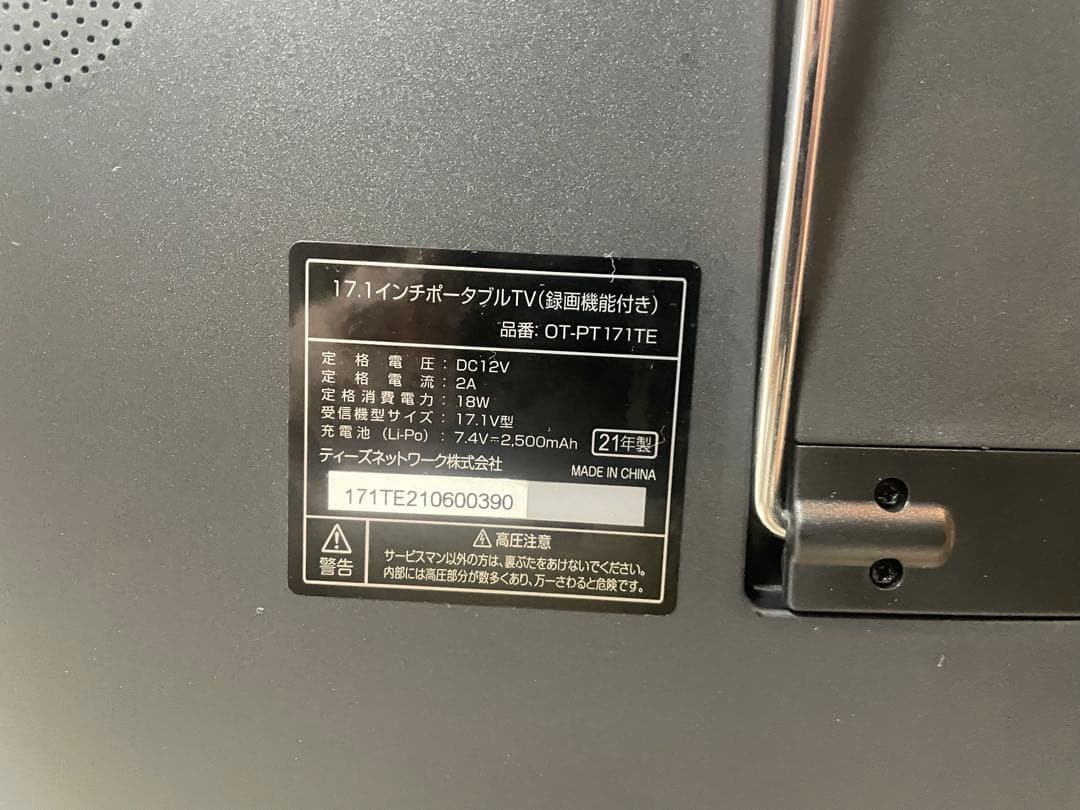 17.1インチポータブルTV(録画機能付き)
品番: OT-PT171TE
定格電圧: DC12V
定格電流: 2A
定格消費電力: 18W
受信機型サイズ: 17.1V型
充電池 (Li-Po): 7.4V⎓2,500mAh 21年製
ティーズネットワーク株式会社
MADE IN CHINA
171TE210600390
警告
高圧注意
サービスマン以外の方は、裏ぶたをあけないでください。
内部には高圧部分が数多くあり、万一さわると危険です。